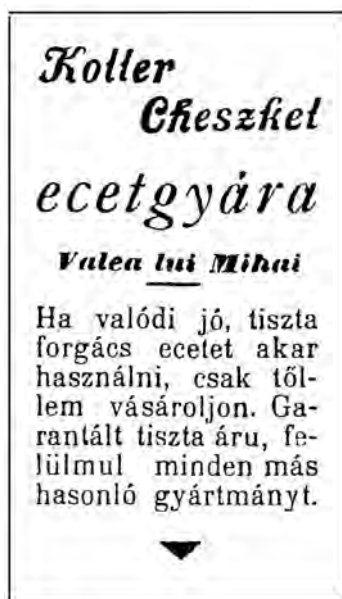 Koller
Cheszkel
ecetgyára
Valea lui Mihai
Ha valódi jó, tiszta
forgács ecetet akar
használni, csak től-
lem vásároljon. Ga-
rantált tiszta áru, fe-
lülmul minden más
hasonló gyártmányt.